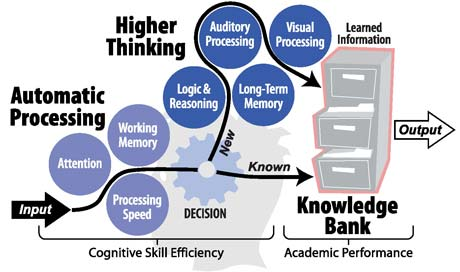 Higher
Thinking
Auditory
Processing
Visual
Processing
Learned
Information
Logic &
Reasoning
Long-Term
Memory
Automatic
Processing
Working
Memory
Attention
Processing
Speed
New
Known
DECISION
Input
Output
Knowledge
Bank
Cognitive Skill Efficiency
Academic Performance